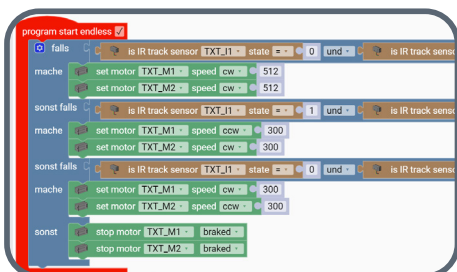 program start endless
falls is IR track sensor TXT_I1 state = 0 und is IR track senso
mache set motor TXT_M1 speed cw 512
set motor TXT_M2 speed cw 512
sonst falls is IR track sensor TXT_I1 state = 1 und is IR track senso
mache set motor TXT_M1 speed ccw 300
set motor TXT_M2 speed cw 300
sonst falls is IR track sensor TXT_I1 state = 0 und is IR track senso
mache set motor TXT_M1 speed cw 300
set motor TXT_M2 speed ccw 300
sonst stop motor TXT_M1 braked
stop motor TXT_M2 braked